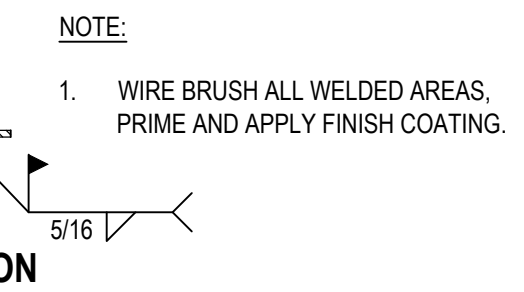 NOTE:
1. WIRE BRUSH ALL WELDED AREAS,
PRIME AND APPLY FINISH COATING.
5/16
ON